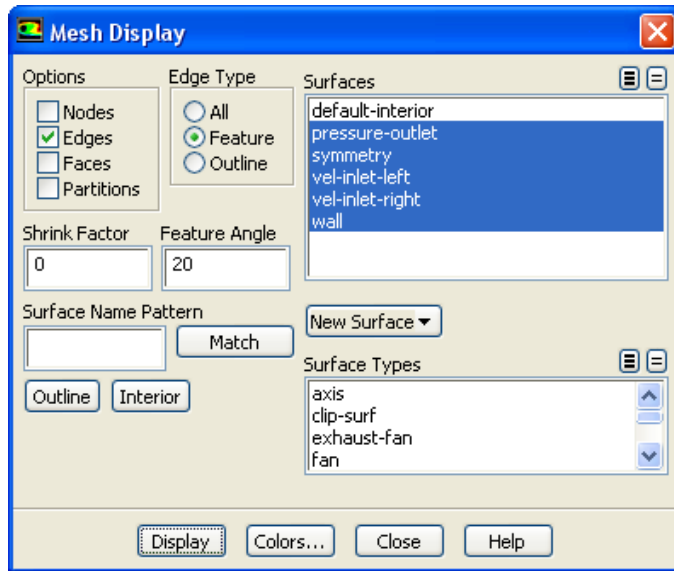 Mesh Display
Options
Nodes
Edges
Faces
Partitions
Edge Type
All
Feature
Outline
Shrink Factor
0
Feature Angle
20
Surface Name Pattern
Match
Outline
Interior
Surfaces
default-interior
pressure-outlet
symmetry
vel-inlet-left
vel-inlet-right
wall
New Surface
Surface Types
axis
clip-surf
exhaust-fan
fan
Display
Colors...
Close
Help